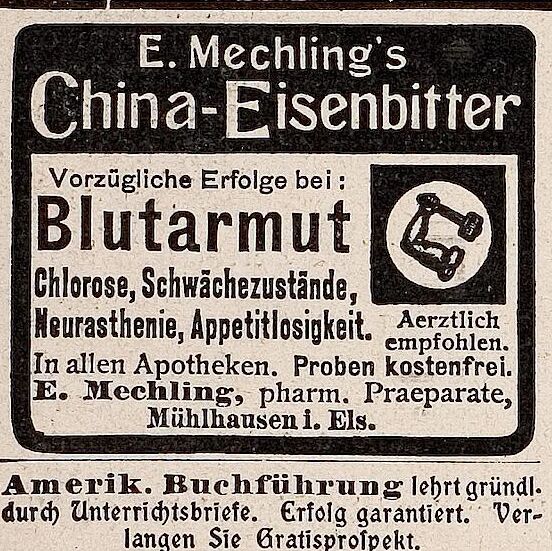 E. Mechling's
China-Eisenbitter
Vorzügliche Erfolge bei:
Blutarmut
Chlorose, Schwächezustände,
Neurasthenie, Appetitlosigkeit.
Aerztlich
empfohlen.
In allen Apotheken. Proben kostenfrei.
E. Mechling, pharm. Praeparate,
Mühlhausen i. Els.
Amerik. Buchführung lehrt gründl.
durch Unterrichtsbriefe. Erfolg garantiert. Ver-
langen Sie Gratisprospekt.